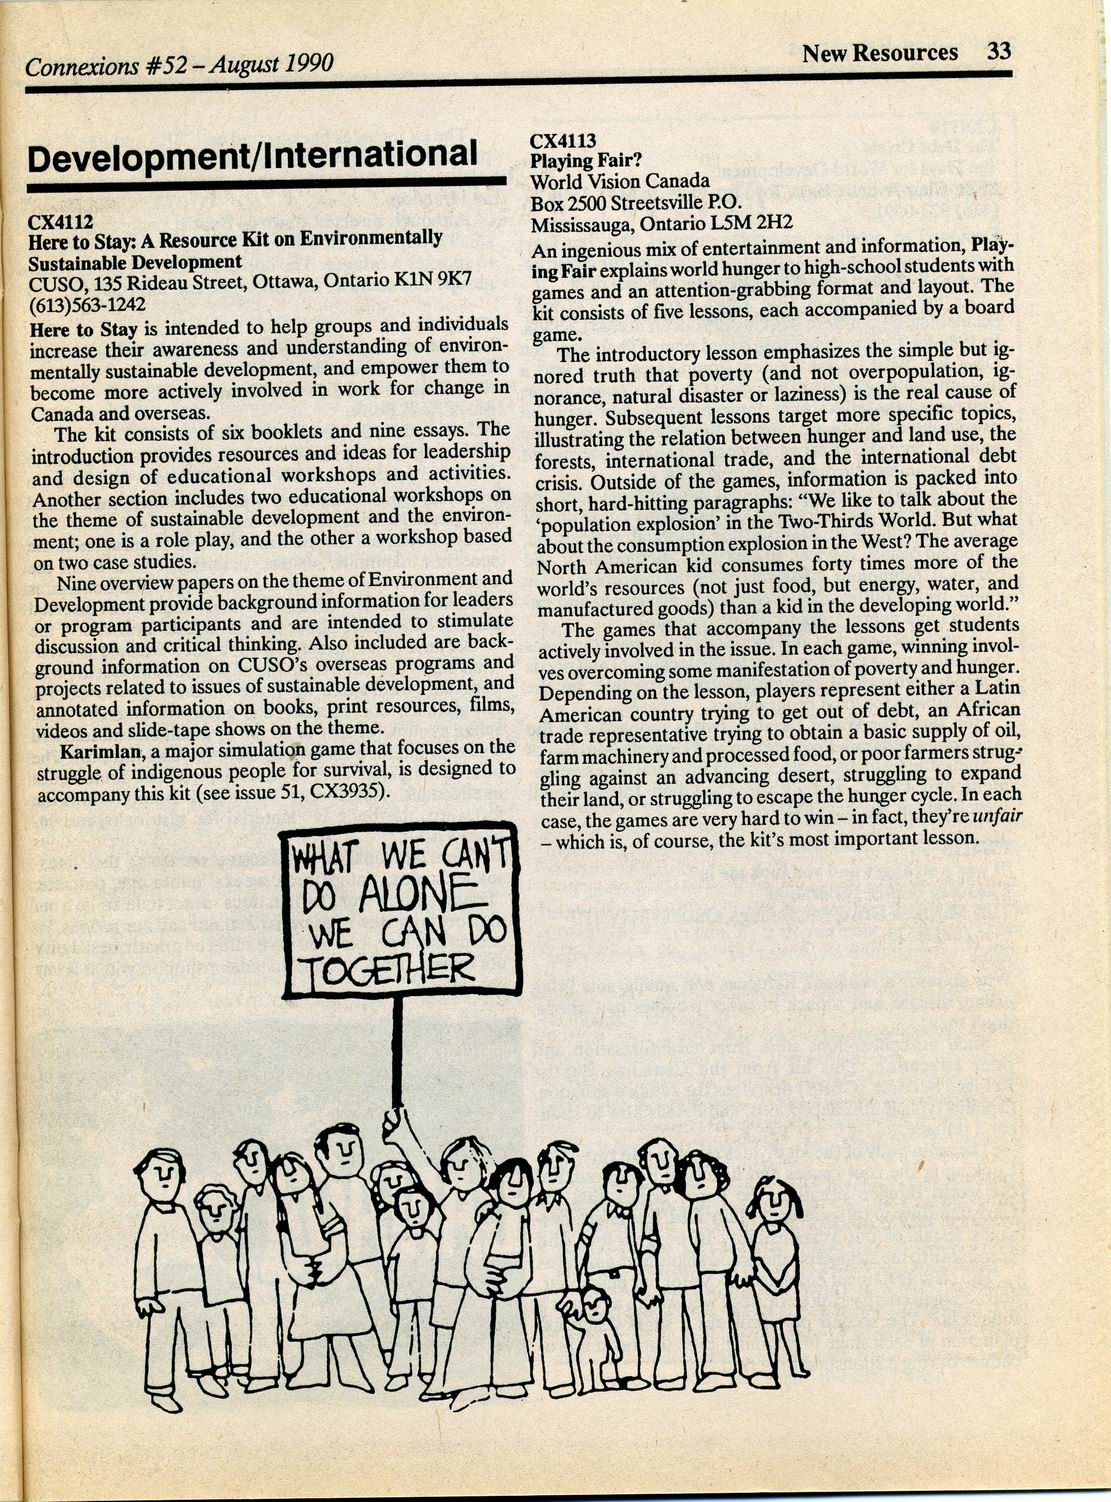 Connexions #52 – August 1990
New Resources 33
Development/International
CX4112
Here to Stay: A Resource Kit on Environmentally
Sustainable Development
CUSO, 135 Rideau Street, Ottawa, Ontario K1N 9K7
(613)563-1242
Here to Stay is intended to help groups and individuals
increase their awareness and understanding of environ-
mentally sustainable development, and empower them to
become more actively involved in work for change in
Canada and overseas.
The kit consists of six booklets and nine essays. The
introduction provides resources and ideas for leadership
and design of educational workshops and activities.
Another section includes two educational workshops on
the theme of sustainable development and the environ-
ment; one is a role play, and the other a workshop based
on two case studies.
Nine overview papers on the theme of Environment and
Development provide background information for leaders
or program participants and are intended to stimulate
discussion and critical thinking. Also included are back-
ground information on CUSO's overseas programs and
projects related to issues of sustainable development, and
annotated information on books, print resources, films,
videos and slide-tape shows on the theme.
Karimlan, a major simulation game that focuses on the
struggle of indigenous people for survival, is designed to
accompany this kit (see issue 51, CX3935).
CX4113
Playing Fair?
World Vision Canada
Box 2500 Streetsville P.O.
Mississauga, Ontario L5M 2H2
An ingenious mix of entertainment and information, Play-
ing Fair explains world hunger to high-school students with
games and an attention-grabbing format and layout. The
kit consists of five lessons, each accompanied by a board
game.
The introductory lesson emphasizes the simple but ig-
nored truth that poverty (and not overpopulation, ig-
norance, natural disaster or laziness) is the real cause of
hunger. Subsequent lessons target more specific topics,
illustrating the relation between hunger and land use, the
forests, international trade, and the international debt
crisis. Outside of the games, information is packed into
short, hard-hitting paragraphs: "We like to talk about the
'population explosion' in the Two-Thirds World. But what
about the consumption explosion in the West? The average
North American kid consumes forty times more of the
world's resources (not just food, but energy, water, and
manufactured goods) than a kid in the developing world."
The games that accompany the lessons get students
actively involved in the issue. In each game, winning invol-
ves overcoming some manifestation of poverty and hunger.
Depending on the lesson, players represent either a Latin
American country trying to get out of debt, an African
trade representative trying to obtain a basic supply of oil,
farm machinery and processed food, or poor farmers strug-
gling against an advancing desert, struggling to expand
their land, or struggling to escape the hunger cycle. In each
case, the games are very hard to win – in fact, they're unfair
– which is, of course, the kit's most important lesson.
WHAT WE CAN'T
DO ALONE
WE CAN DO
TOGETHER